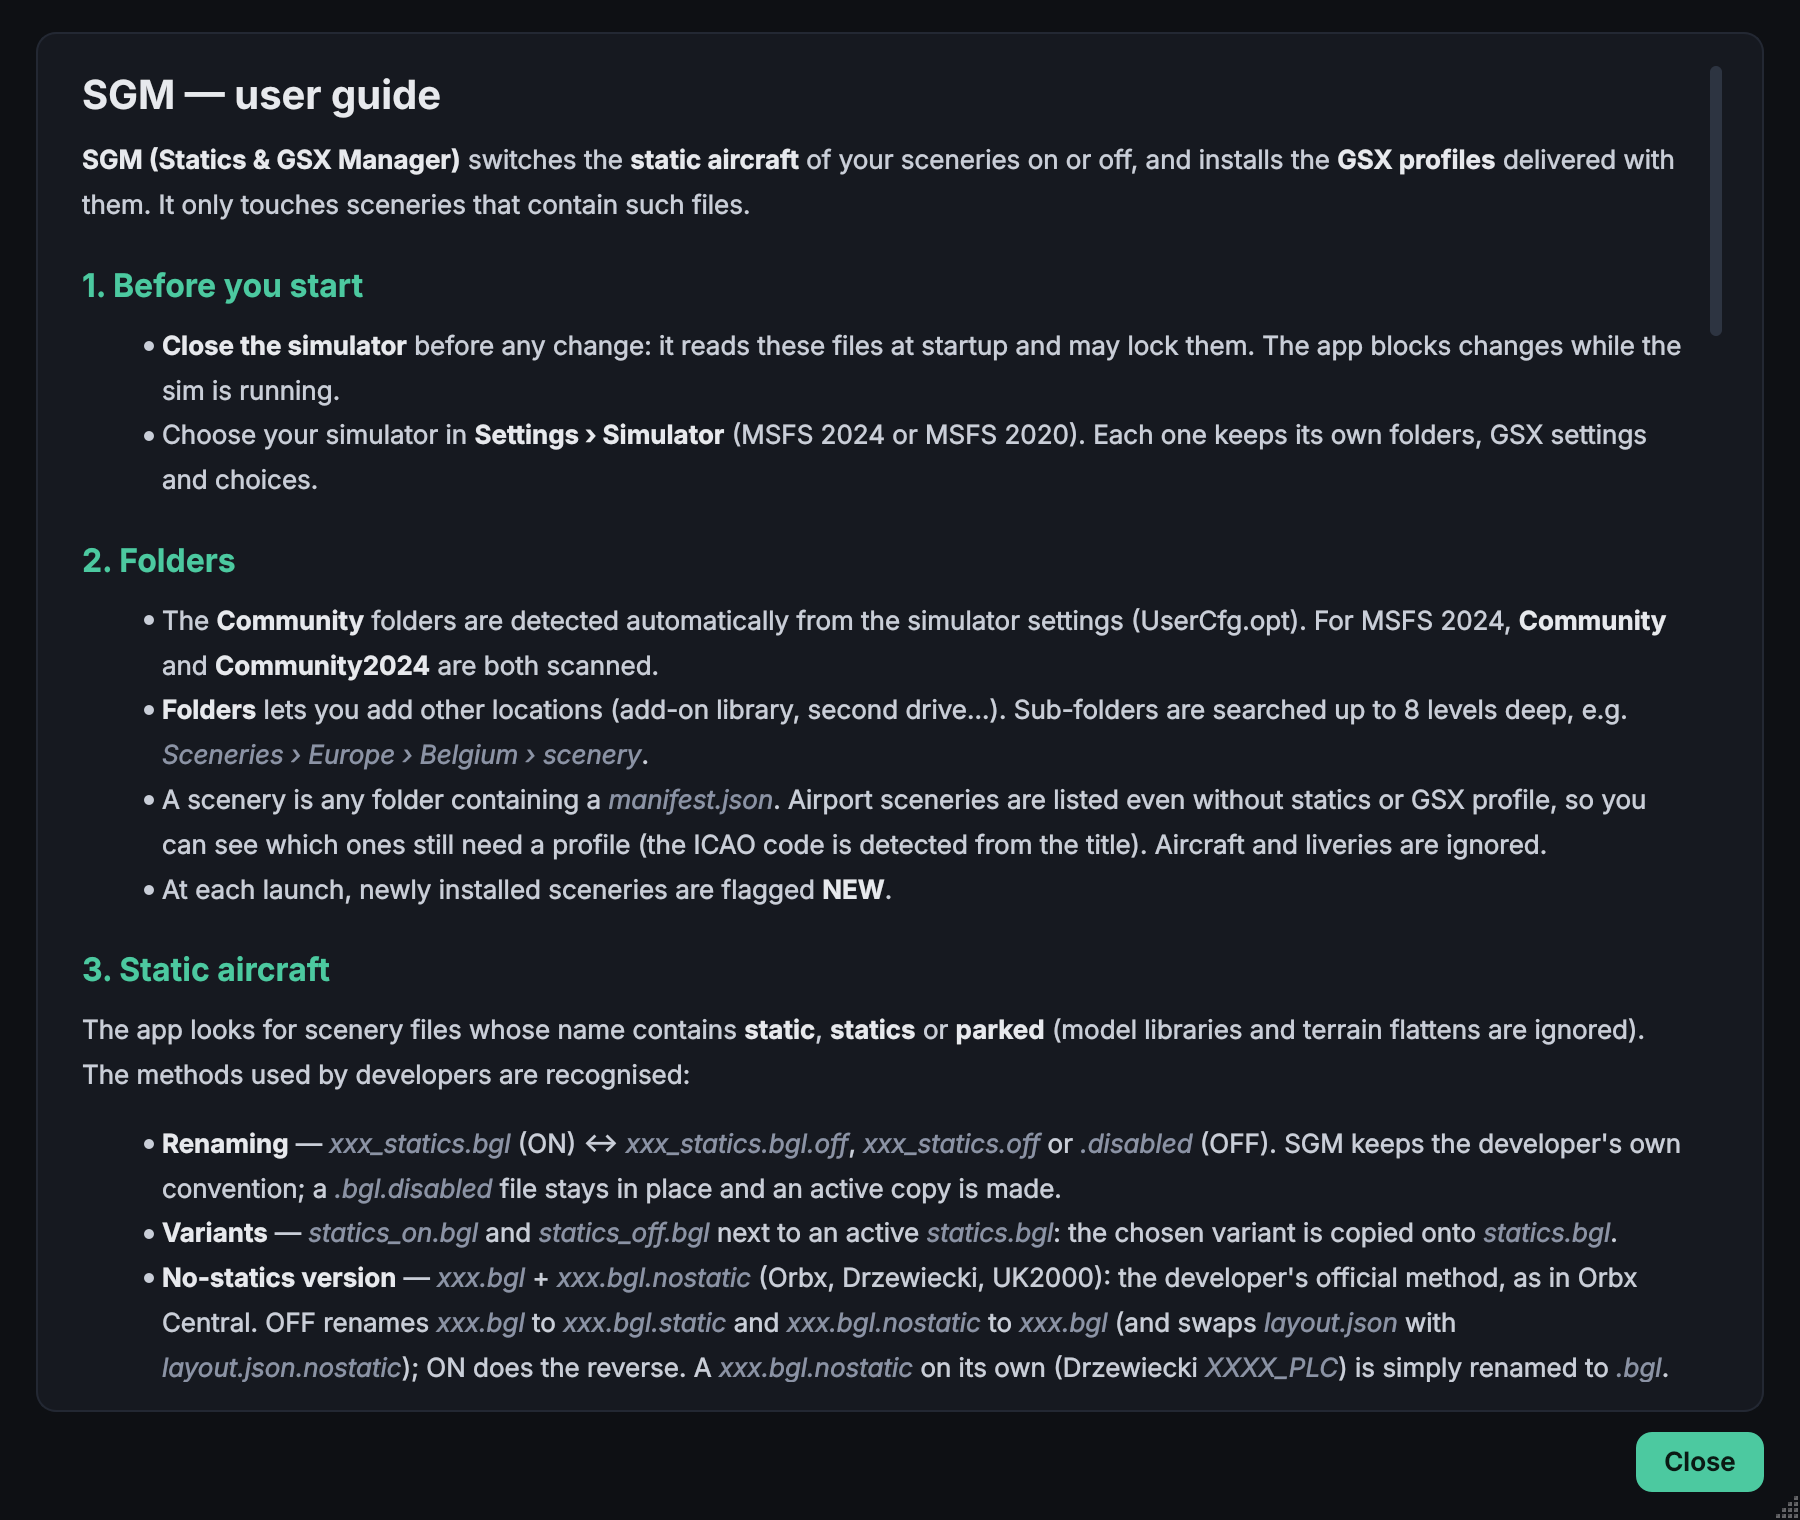 SGM — user guide
SGM (Statics & GSX Manager) switches the static aircraft of your sceneries on or off, and installs the GSX profiles delivered with
them. It only touches sceneries that contain such files.
1. Before you start
• Close the simulator before any change: it reads these files at startup and may lock them. The app blocks changes while the
sim is running.
• Choose your simulator in Settings › Simulator (MSFS 2024 or MSFS 2020). Each one keeps its own folders, GSX settings
and choices.
2. Folders
• The Community folders are detected automatically from the simulator settings (UserCfg.opt). For MSFS 2024, Community
and Community2024 are both scanned.
• Folders lets you add other locations (add-on library, second drive...). Sub-folders are searched up to 8 levels deep, e.g.
Sceneries › Europe › Belgium › scenery.
• A scenery is any folder containing a manifest.json. Airport sceneries are listed even without statics or GSX profile, so you
can see which ones still need a profile (the ICAO code is detected from the title). Aircraft and liveries are ignored.
• At each launch, newly installed sceneries are flagged NEW.
3. Static aircraft
The app looks for scenery files whose name contains static, statics or parked (model libraries and terrain flattens are ignored).
The methods used by developers are recognised:
• Renaming — xxx_statics.bgl (ON) ↔ xxx_statics.bgl.off, xxx_statics.off or .disabled (OFF). SGM keeps the developer's own
convention; a .bgl.disabled file stays in place and an active copy is made.
• Variants — statics_on.bgl and statics_off.bgl next to an active statics.bgl: the chosen variant is copied onto statics.bgl.
• No-statics version — xxx.bgl + xxx.bgl.nostatic (Orbx, Drzewiecki, UK2000): the developer's official method, as in Orbx
Central. OFF renames xxx.bgl to xxx.bgl.static and xxx.bgl.nostatic to xxx.bgl (and swaps layout.json with
layout.json.nostatic); ON does the reverse. A xxx.bgl.nostatic on its own (Drzewiecki XXXX_PLC) is simply renamed to .bgl.
Close